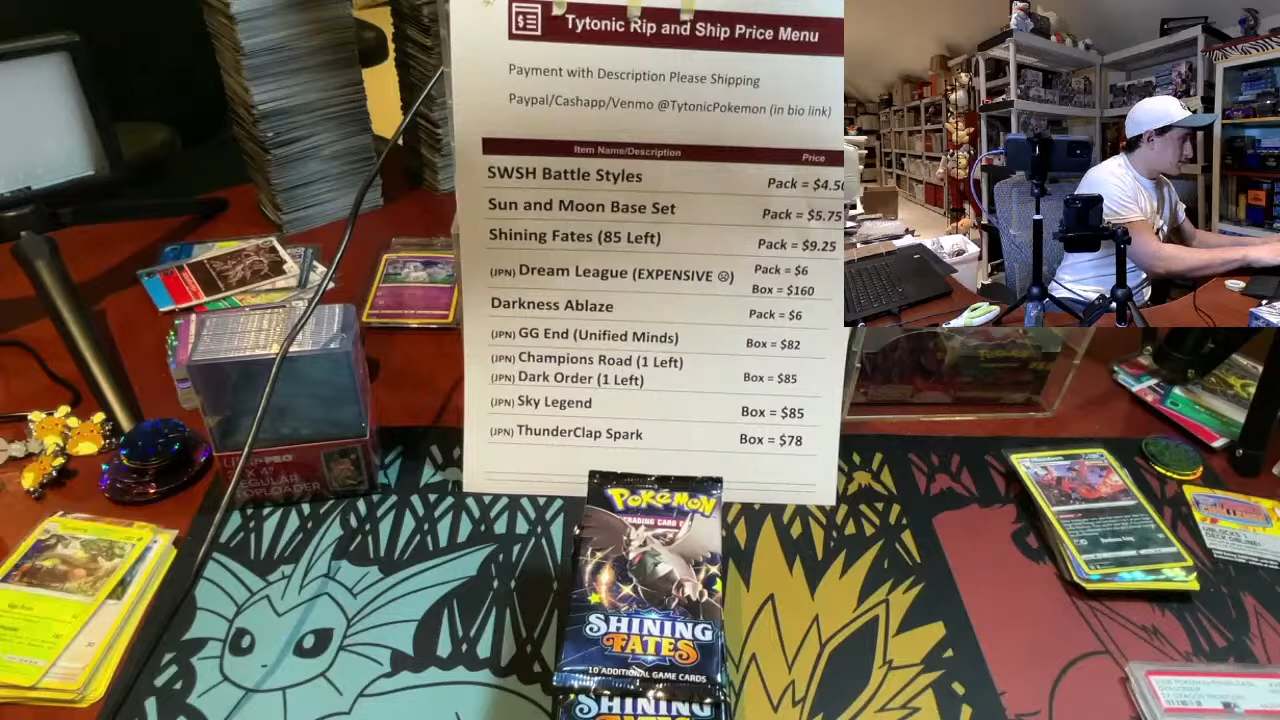 Tytonic Rip and Ship Price Menu
Payment with Description Please Shipping
Paypal/Cashapp/Venmo @TytonicPokemon (in bio link)
Item Name/Description Price
SWSH Battle Styles Pack = $4.50
Sun and Moon Base Set Pack = $5.75
Shining Fates (85 Left) Pack = $9.25
(JPN) Dream League (EXPENSIVE ☹) Pack = $6
Box = $160
Darkness Ablaze Pack = $6
(JPN) GG End (Unified Minds) Box = $82
(JPN) Champions Road (1 Left)
(JPN) Dark Order (1 Left) Box = $85
(JPN) Sky Legend Box = $85
(JPN) ThunderClap Spark Box = $78
POKÉMON
TRADING CARD
SHINING
FATES
10 ADDITIONAL GAME CARDS
SHINING
REGULAR
TOPLOADER